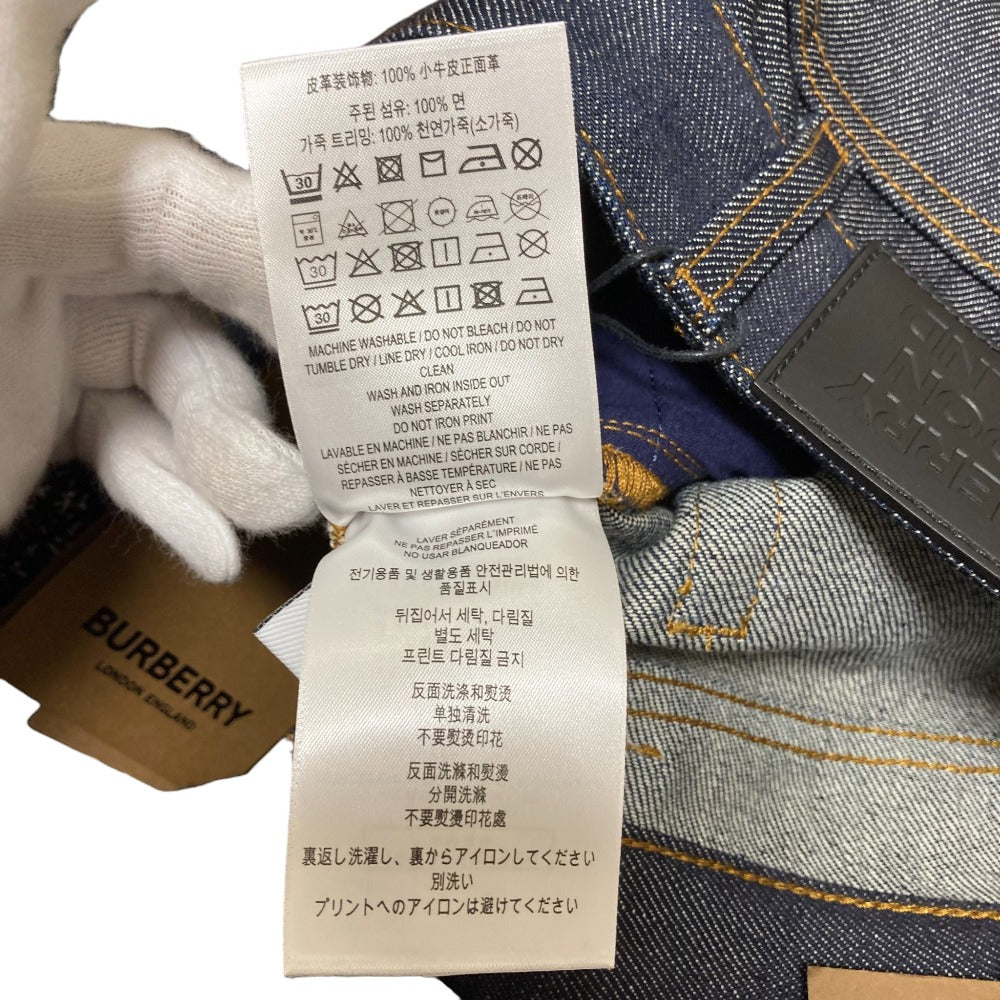 皮革装饰物: 100% 小牛皮正面革
주된 섬유: 100% 면
가죽 트리밍: 100% 천연가죽(소가죽)
30
30
30
MACHINE WASHABLE / DO NOT BLEACH / DO NOT
TUMBLE DRY / LINE DRY / COOL IRON / DO NOT DRY
CLEAN
WASH AND IRON INSIDE OUT
WASH SEPARATELY
DO NOT IRON PRINT
LAVABLE EN MACHINE / NE PAS BLANCHIR / NE PAS
SÉCHER EN MACHINE / SÉCHER SUR CORDE /
REPASSER À BASSE TEMPÉRATURE / NE PAS
NETTOYER À SEC
LAVER ET REPASSER SUR L'ENVERS
LAVER SÉPARÉMENT
NE PAS REPASSER L'IMPRIMÉ
NO USAR BLANQUEADOR
전기용품 및 생활용품 안전관리법에 의한
품질표시
뒤집어서 세탁, 다림질
별도 세탁
프린트 다림질 금지
反面洗涤和熨烫
单独清洗
不要熨烫印花
反面洗滌和熨燙
分開洗滌
不要熨燙印花處
裏返し洗濯し、裏からアイロンしてください
別洗い
プリントへのアイロンは避けてください
BURBERRY
LONDON ENGLAND